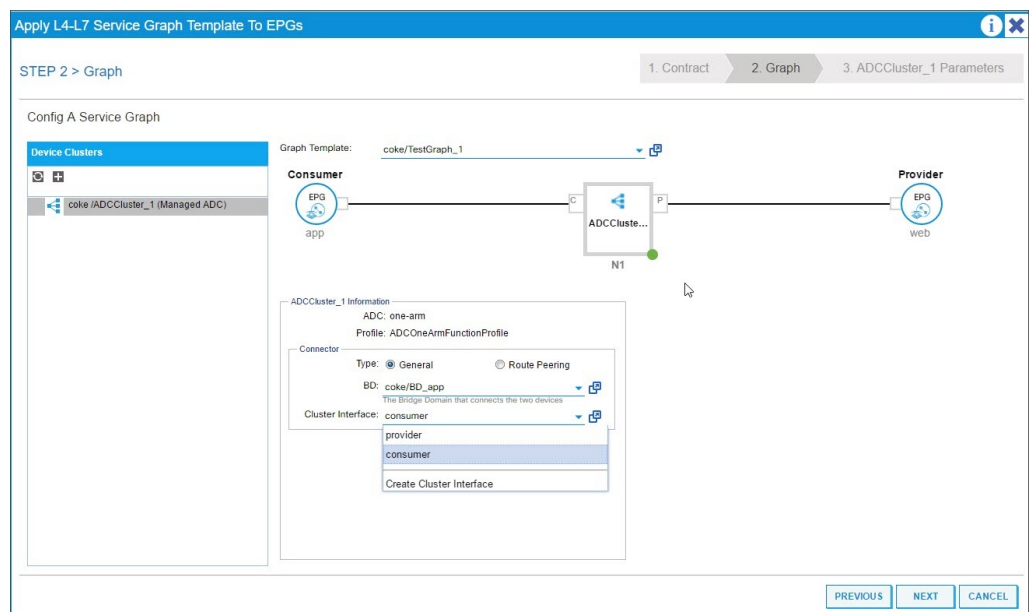 Apply L4-L7 Service Graph Template To EPGs
i
STEP 2 > Graph
1. Contract
2. Graph
3. ADCCluster_1 Parameters
Config A Service Graph
Device Clusters
coke /ADCCluster_1 (Managed ADC)
Graph Template: coke/TestGraph_1
Consumer
Provider
EPG
C
P
EPG
ADCCluste...
app
web
N1
ADCCluster_1 Information
ADC: one-arm
Profile: ADCOneArmFunctionProfile
Connector
Type: General Route Peering
BD: coke/BD_app
The Bridge Domain that connects the two devices
Cluster Interface: consumer
provider
consumer
Create Cluster Interface
PREVIOUS NEXT CANCEL